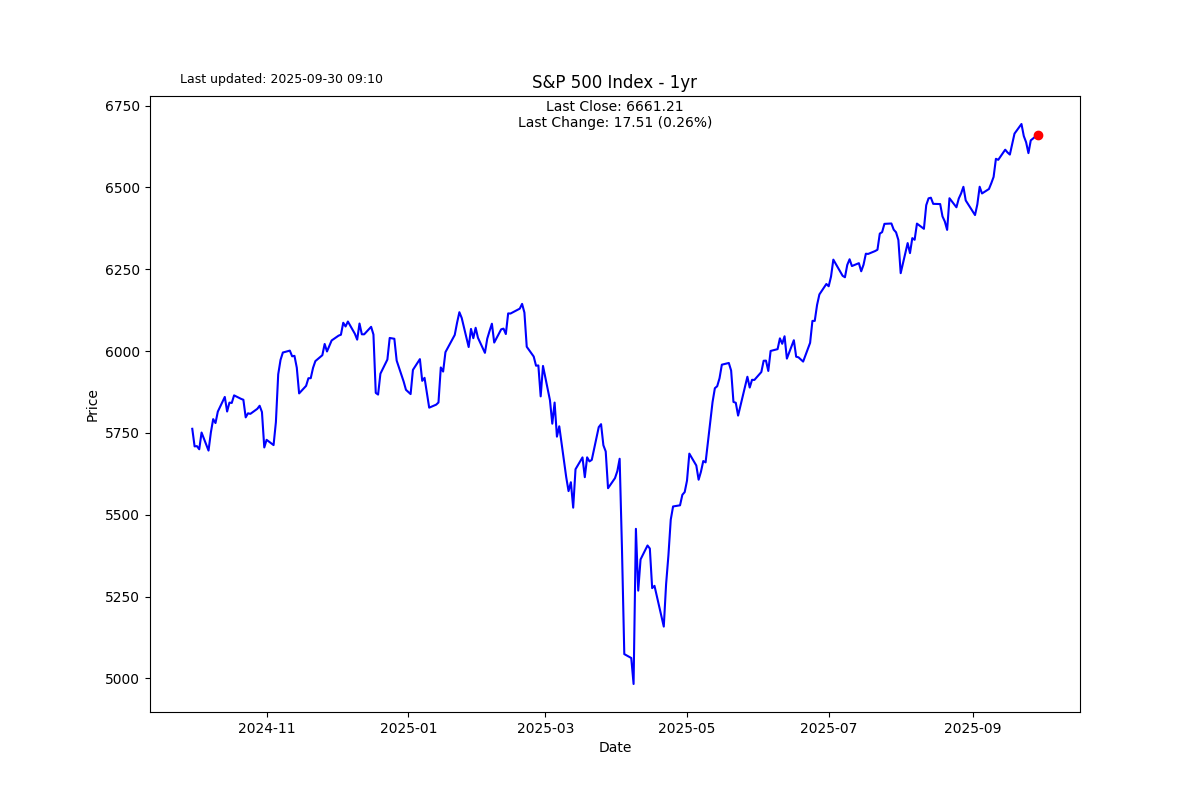 Last updated: 2025-09-30 09:10
S&P 500 Index - 1yr
Last Close: 6661.21
Last Change: 17.51 (0.26%)
6750
6500
6250
6000
5750
5500
5250
5000
Price
2024-11
2025-01
2025-03
2025-05
2025-07
2025-09
Date